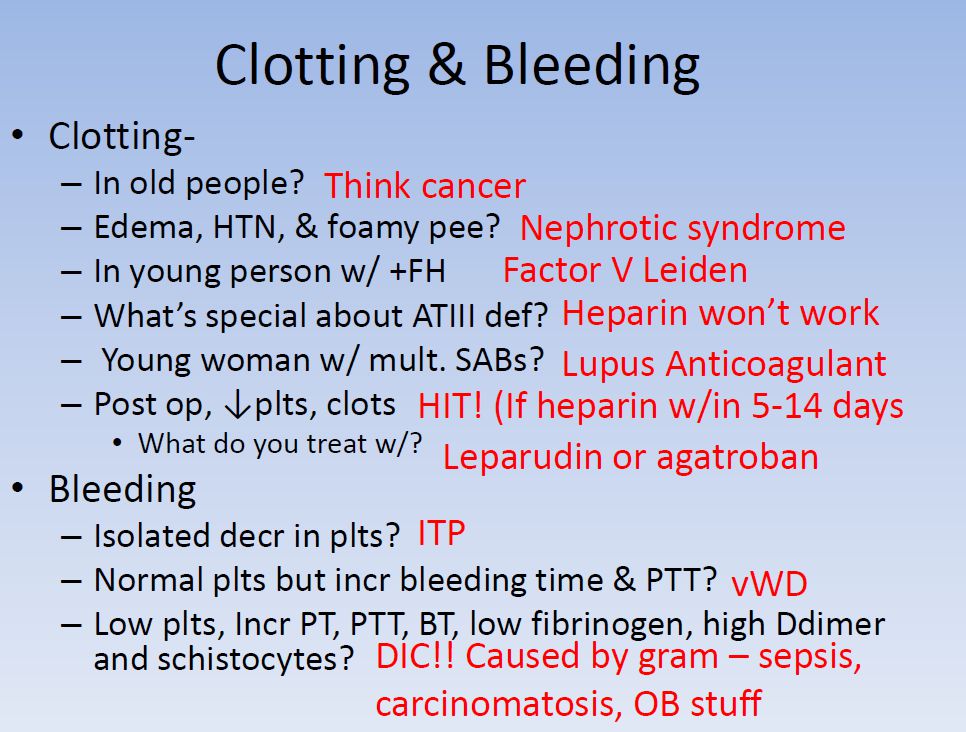 Clotting & Bleeding
• Clotting-
– In old people? Think cancer
– Edema, HTN, & foamy pee? Nephrotic syndrome
– In young person w/ +FH Factor V Leiden
– What's special about ATIII def? Heparin won't work
– Young woman w/ mult. SABs? Lupus Anticoagulant
– Post op, ↓plts, clots HIT! (If heparin w/in 5-14 days
• What do you treat w/? Leparudin or agatroban
• Bleeding
– Isolated decr in plts? ITP
– Normal plts but incr bleeding time & PTT? vWD
– Low plts, Incr PT, PTT, BT, low fibrinogen, high Ddimer
and schistocytes? DIC!! Caused by gram – sepsis,
carcinomatosis, OB stuff